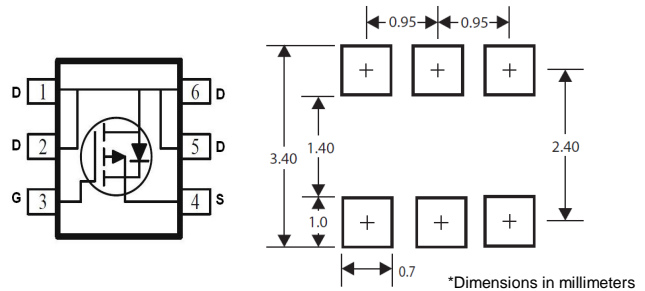 D 1 6 D
D 2 5 D
G 3 4 S
0.95 0.95
3.40 1.40 2.40
1.0
0.7
*Dimensions in millimeters